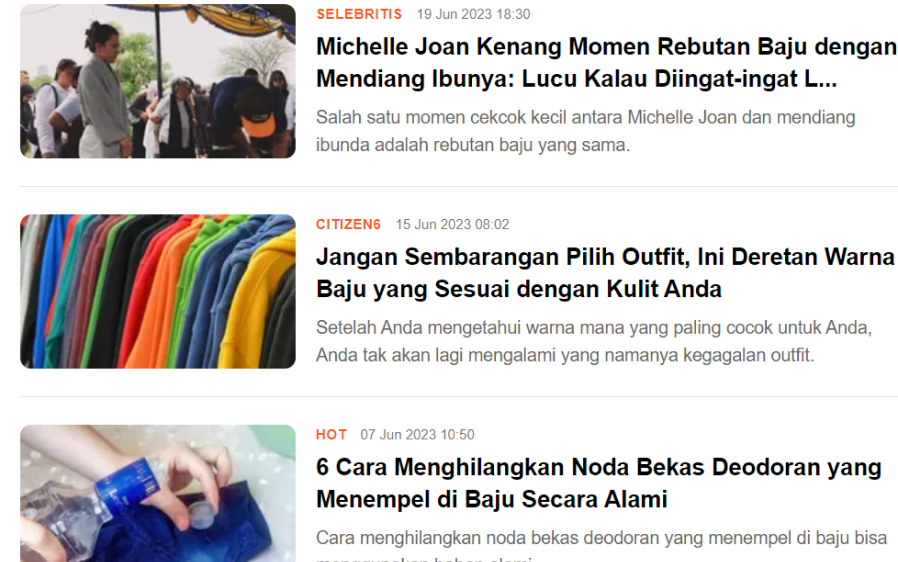 SELEBRITIS 19 Jun 2023 18:30
Michelle Joan Kenang Momen Rebutan Baju dengan
Mendiang Ibunya: Lucu Kalau Diingat-ingat L...
Salah satu momen cekcok kecil antara Michelle Joan dan mendiang
ibunda adalah rebutan baju yang sama.
CITIZEN6 15 Jun 2023 08:02
Jangan Sembarangan Pilih Outfit, Ini Deretan Warna
Baju yang Sesuai dengan Kulit Anda
Setelah Anda mengetahui warna mana yang paling cocok untuk Anda,
Anda tak akan lagi mengalami yang namanya kegagalan outfit.
HOT 07 Jun 2023 10:50
6 Cara Menghilangkan Noda Bekas Deodoran yang
Menempel di Baju Secara Alami
Cara menghilangkan noda bekas deodoran yang menempel di baju bisa